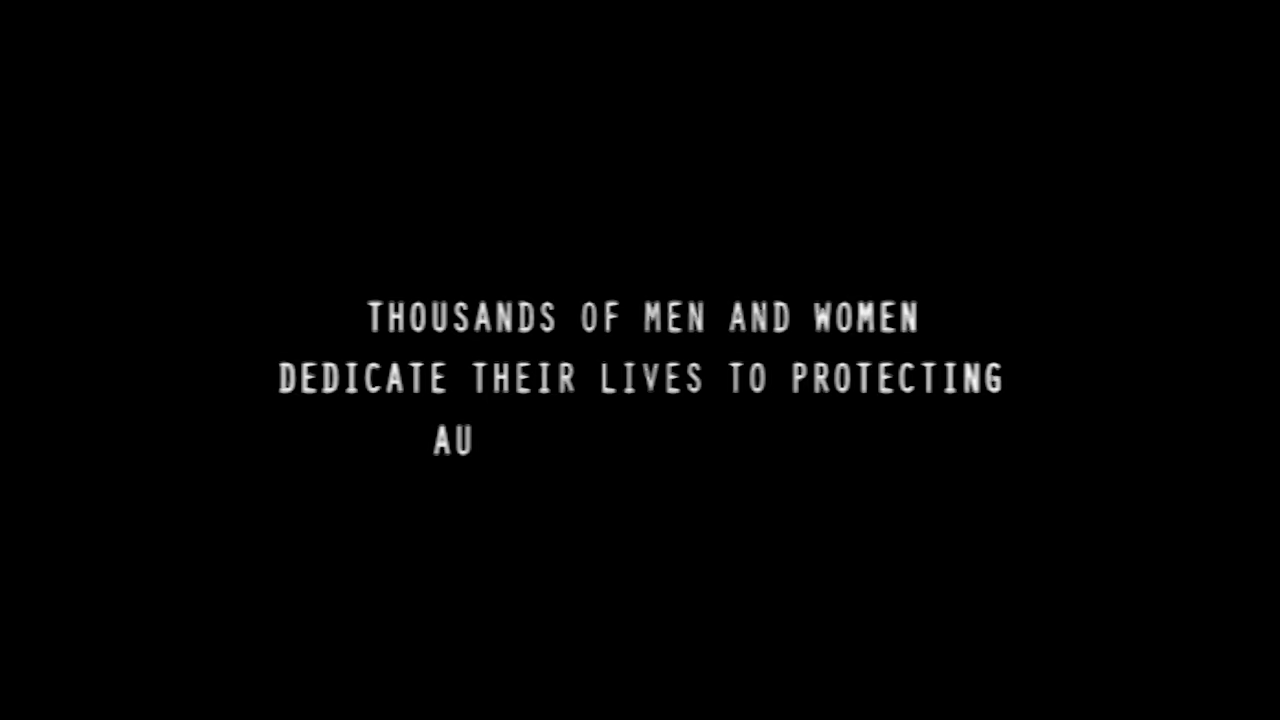 THOUSANDS OF MEN AND WOMEN
DEDICATE THEIR LIVES TO PROTECTING
AU